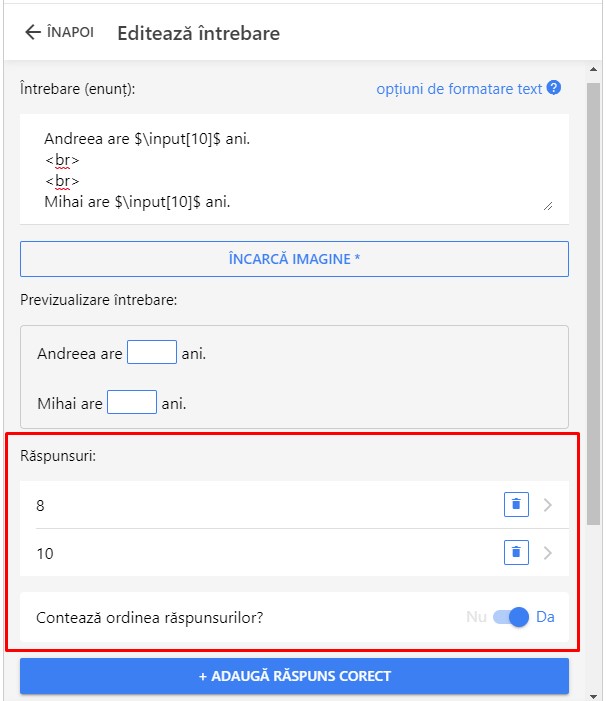 ÎNAPOI Editează întrebare
Întrebare (enunț): opțiuni de formatare text ?
Andreea are $\input[10]$ ani.
<br>
<br>
Mihai are $\input[10]$ ani.
ÎNCARCĂ IMAGINE *
Previzualizare întrebare:
Andreea are ani.
Mihai are ani.
Răspunsuri:
8
10
Contează ordinea răspunsurilor? Nu Da
+ ADAUGĂ RĂSPUNS CORECT